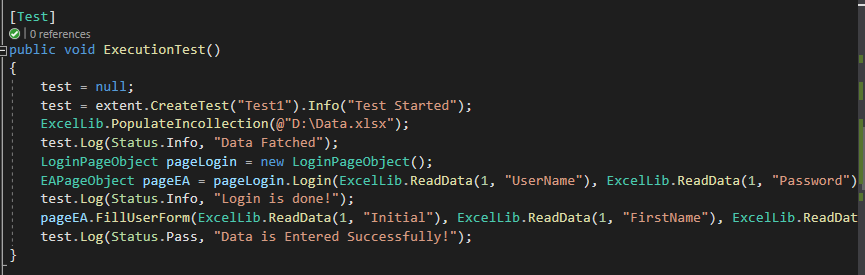 [Test]
| 0 references
public void ExecutionTest()
{
test = null;
test = extent.CreateTest("Test1").Info("Test Started");
ExcelLib.PopulateIncollection(@"D:\Data.xlsx");
test.Log(Status.Info, "Data Fatched");
LoginPageObject pageLogin = new LoginPageObject();
EAPageObject pageEA = pageLogin.Login(ExcelLib.ReadData(1, "UserName"), ExcelLib.ReadData(1, "Password")
test.Log(Status.Info, "Login is done!");
pageEA.FillUserForm(ExcelLib.ReadData(1, "Initial"), ExcelLib.ReadData(1, "FirstName"), ExcelLib.ReadDat
test.Log(Status.Pass, "Data is Entered Successfully!");
}